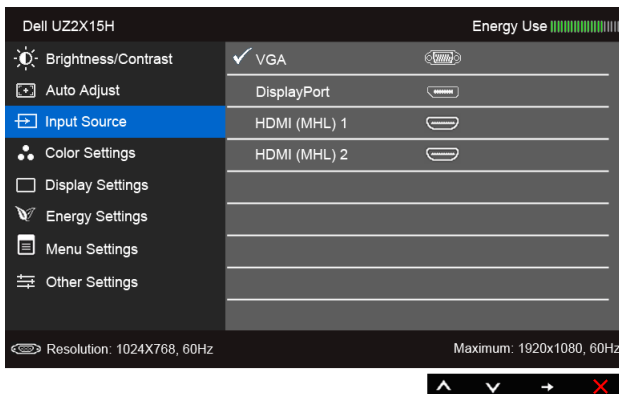 Dell UZ2X15H Energy Use
Brightness/Contrast VGA
Auto Adjust DisplayPort
Input Source HDMI (MHL) 1
Color Settings HDMI (MHL) 2
Display Settings
Energy Settings
Menu Settings
Other Settings
Resolution: 1024X768, 60Hz Maximum: 1920x1080, 60Hz